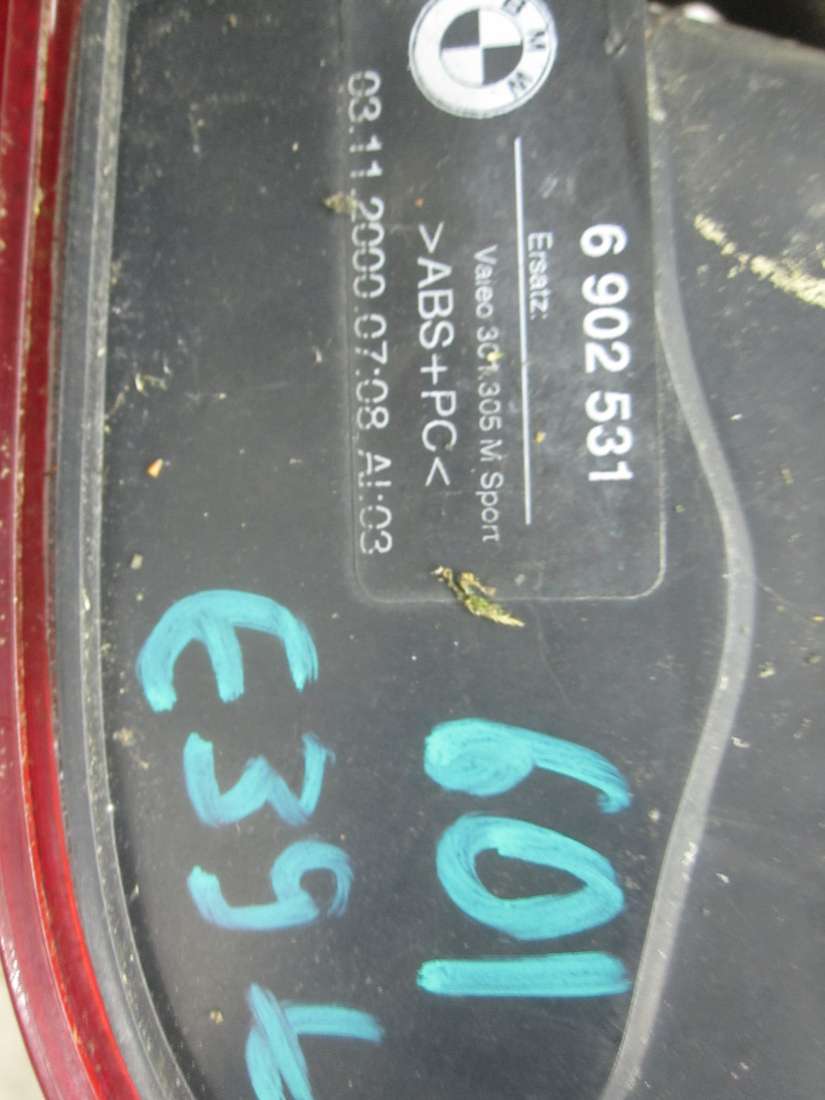 BMW
6 902 531
Ersatz:
Valeo 301.305 M Sport
>ABS+PC<
03.11.2000 07:08 AI:03
601
E39 L